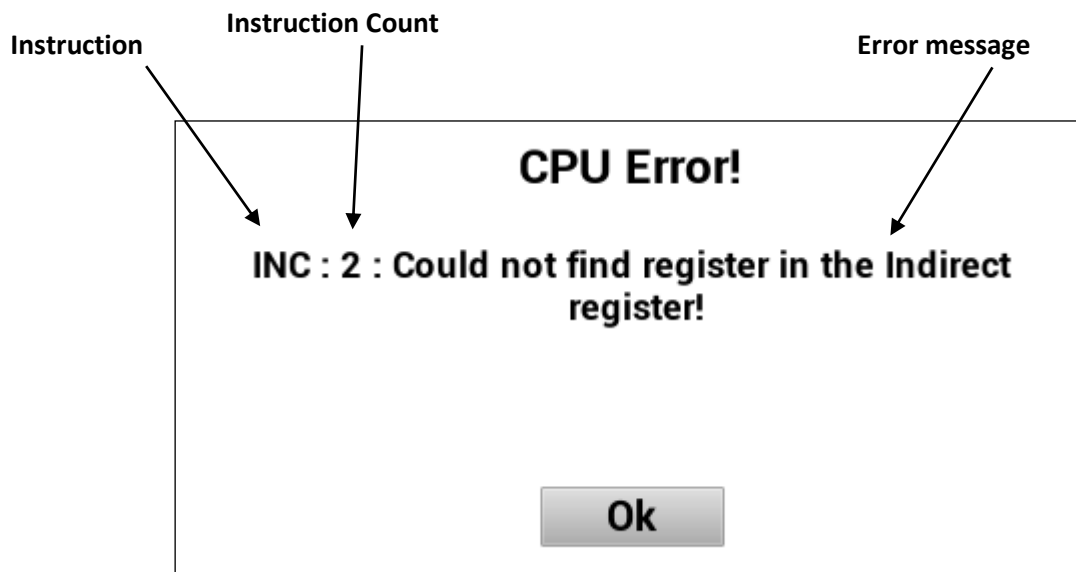 Instruction Count
Instruction
Error message
CPU Error!
INC : 2 : Could not find register in the Indirect
register!
Ok